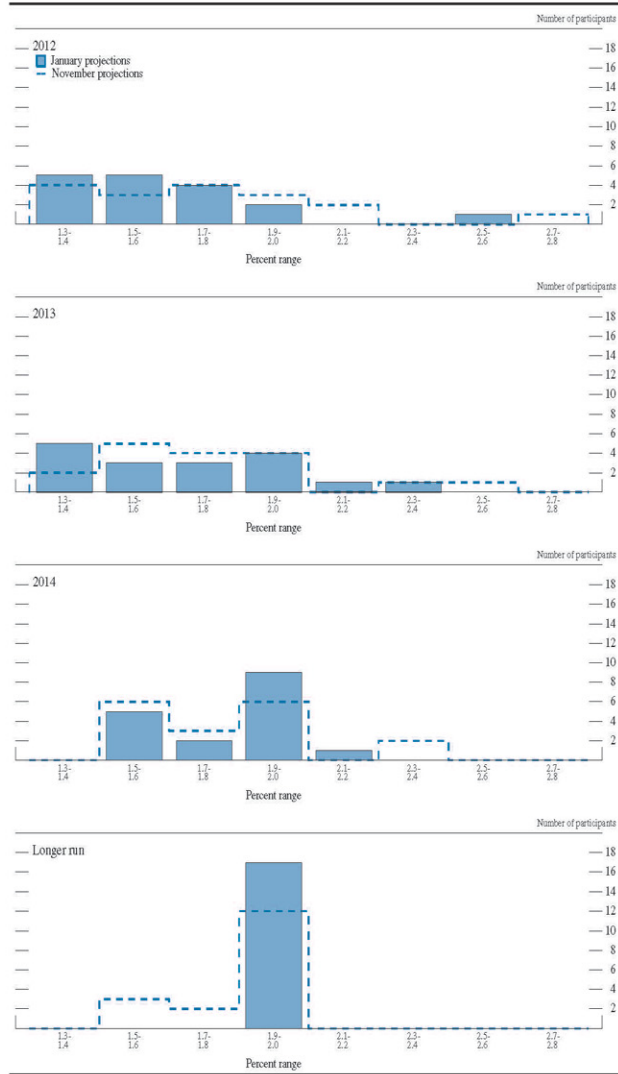 Number of participants
2012
January projections
November projections
18
16
14
12
10
8
6
4
2
1.3- 1.5- 1.7- 1.9- 2.1- 2.3- 2.5- 2.7-
1.4 1.6 1.8 2.0 2.2 2.4 2.6 2.8
Percent range
Number of participants
2013
18
16
14
12
10
8
6
4
2
1.3- 1.5- 1.7- 1.9- 2.1- 2.3- 2.5- 2.7-
1.4 1.6 1.8 2.0 2.2 2.4 2.6 2.8
Percent range
Number of participants
2014
18
16
14
12
10
8
6
4
2
1.3- 1.5- 1.7- 1.9- 2.1- 2.3- 2.5- 2.7-
1.4 1.6 1.8 2.0 2.2 2.4 2.6 2.8
Percent range
Number of participants
Longer run
18
16
14
12
10
8
6
4
2
1.3- 1.5- 1.7- 1.9- 2.1- 2.3- 2.5- 2.7-
1.4 1.6 1.8 2.0 2.2 2.4 2.6 2.8
Percent range